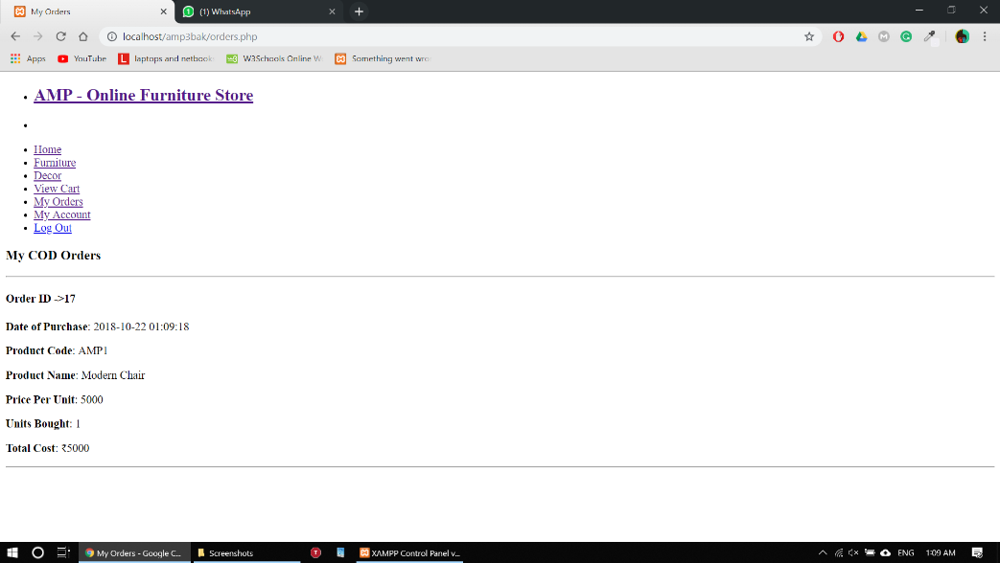 My Orders
(1) WhatsApp
localhost/amp3bak/orders.php
Apps
YouTube
laptops and netbook
W3Schools Online W
Something went wro
AMP - Online Furniture Store
Home
Furniture
Decor
View Cart
My Orders
My Account
Log Out
My COD Orders
Order ID ->17
Date of Purchase: 2018-10-22 01:09:18
Product Code: AMP1
Product Name: Modern Chair
Price Per Unit: 5000
Units Bought: 1
Total Cost: ₹5000
My Orders - Google C...
Screenshots
XAMPP Control Panel v...
ENG
1:09 AM